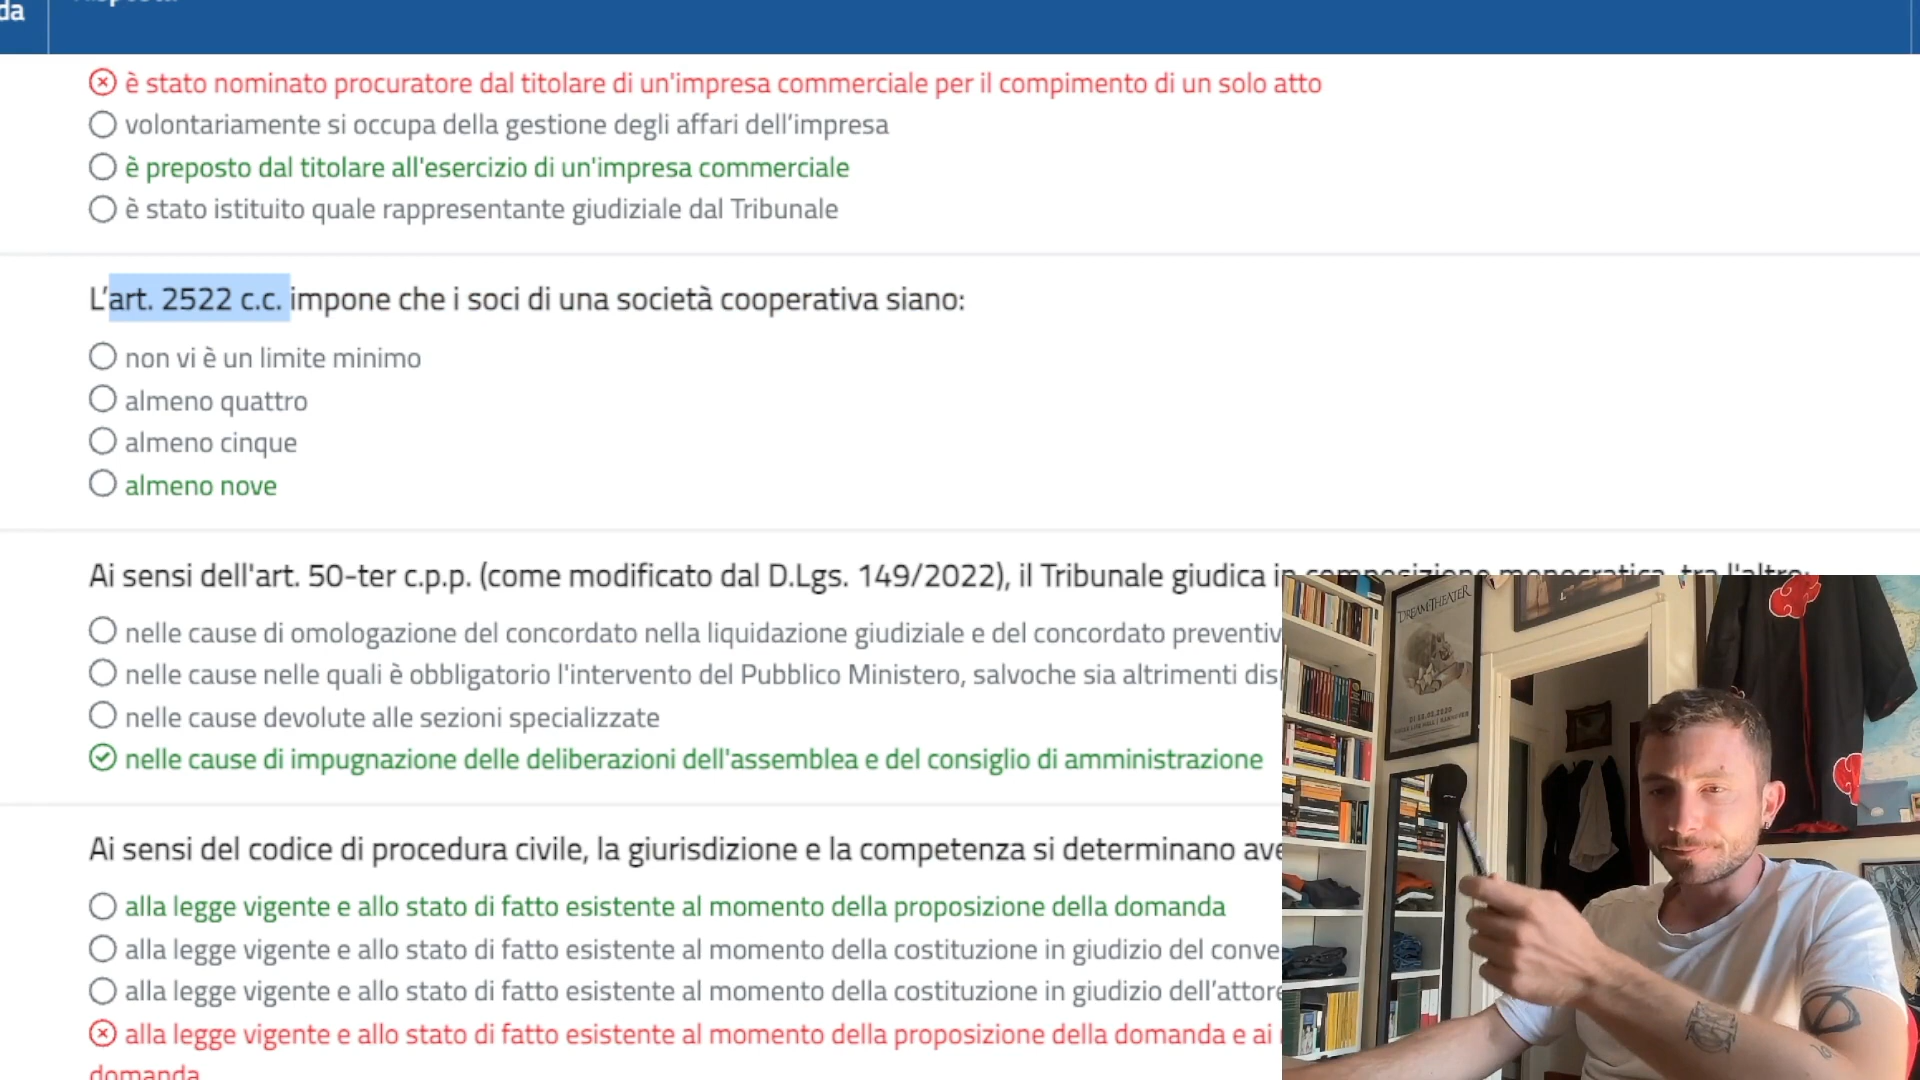 da
è stato nominato procuratore dal titolare di un'impresa commerciale per il compimento di un solo atto
volontariamente si occupa della gestione degli affari dell’impresa
è preposto dal titolare all'esercizio di un'impresa commerciale
è stato istituito quale rappresentante giudiziale dal Tribunale
L’art. 2522 c.c. impone che i soci di una società cooperativa siano:
non vi è un limite minimo
almeno quattro
almeno cinque
almeno nove
Ai sensi dell'art. 50-ter c.p.p. (come modificato dal D.Lgs. 149/2022), il Tribunale giudica in composizione monocratica, tra l'altro:
nelle cause di omologazione del concordato nella liquidazione giudiziale e del concordato preventiv
nelle cause nelle quali è obbligatorio l'intervento del Pubblico Ministero, salvoche sia altrimenti dis
nelle cause devolute alle sezioni specializzate
nelle cause di impugnazione delle deliberazioni dell'assemblea e del consiglio di amministrazione
Ai sensi del codice di procedura civile, la giurisdizione e la competenza si determinano ave
alla legge vigente e allo stato di fatto esistente al momento della proposizione della domanda
alla legge vigente e allo stato di fatto esistente al momento della costituzione in giudizio del conve
alla legge vigente e allo stato di fatto esistente al momento della costituzione in giudizio dell’attore
alla legge vigente e allo stato di fatto esistente al momento della proposizione della domanda e ai
domanda
DREAM THEATER